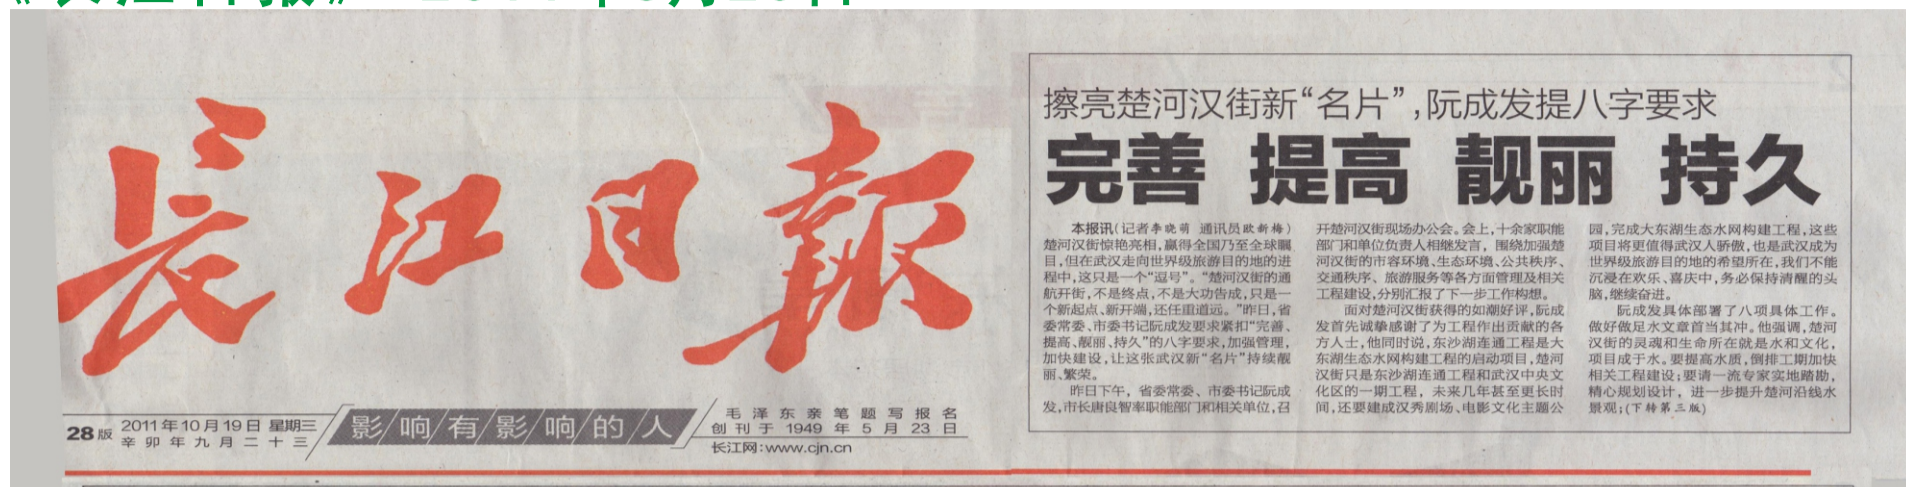 長江日報
28版
2011年10月19日 星期三
辛卯年九月二十三
影响有影响的人
毛泽东亲笔题写报名
创刊于1949年5月23日
长江网:www.cjn.cn
擦亮楚河汉街新“名片”,阮成发提八字要求
完善 提高 靓丽 持久
本报讯(记者李晓萌 通讯员欧新梅)
楚河汉街惊艳亮相,赢得全国乃至全球瞩
目,但在武汉走向世界级旅游目的地的进
程中,这只是一个“逗号”。“楚河汉街的通
航开街,不是终点,不是大功告成,只是一
个新起点、新开端,还任重道远。”昨日,省
委常委、市委书记阮成发要求紧扣“完善、
提高、靓丽、持久”的八字要求,加强管理,
加快建设,让这张武汉新“名片”持续靓
丽、繁荣。
昨日下午,省委常委、市委书记阮成
发,市长唐良智率职能部门和相关单位,召
开楚河汉街现场办公会。会上,十余家职能
部门和单位负责人相继发言,围绕加强楚
河汉街的市容环境、生态环境、公共秩序、
交通秩序、旅游服务等各方面管理及相关
工程建设,分别汇报了下一步工作构想。
面对楚河汉街获得的如潮好评,阮成
发首先诚挚感谢了为工程作出贡献的各
方人士,他同时说,东沙湖连通工程是大
东湖生态水网构建工程的启动项目,楚河
汉街只是东沙湖连通工程和武汉中央文
化区的一期工程,未来几年甚至更长时
间,还要建成汉秀剧场、电影文化主题公
园,完成大东湖生态水网构建工程,这些
项目将更值得武汉人骄傲,也是武汉成为
世界级旅游目的地的希望所在,我们不能
沉浸在欢乐、喜庆中,务必保持清醒的头
脑,继续奋进。
阮成发具体部署了八项具体工作。
做好做足水文章首当其冲。他强调,楚河
汉街的灵魂和生命所在就是水和文化,
项目成于水。要提高水质,倒排工期加快
相关工程建设;要请一流专家实地踏勘,
精心规划设计,进一步提升楚河沿线水
景观;(下转第三版)